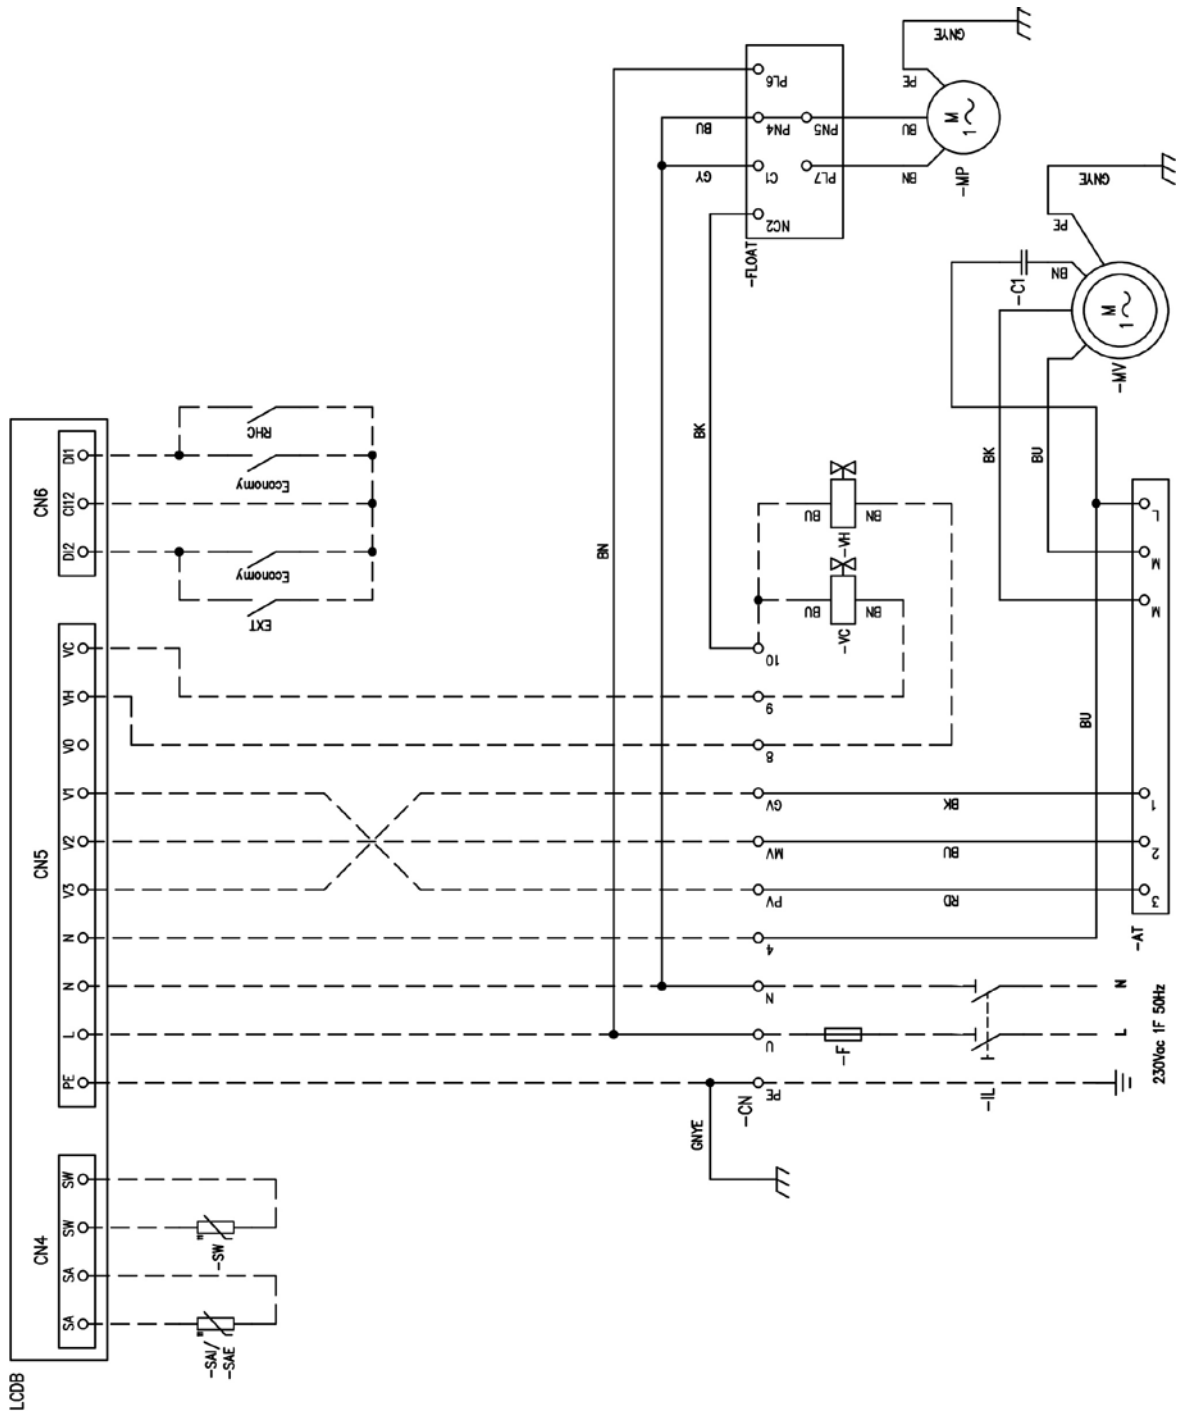 LCDB
CN4
SA
SA
SW
SW
-SAI/
-SAE
-SW
CN5
PE
L
N
N
V3
V2
V1
V0
VH
VC
CN6
DI2
CI12
DI1
EXT
Economy
Economy
RHC
GNYE
-CN
PE
U
N
4
PV
MV
GV
8
9
10
BN
BK
BU
GY
-FLOAT
NC2
C1
PN4
PL6
PL7
PN5
BN
BU
-MP
M
1
PE
GNYE
-VC
BU
BN
-VH
BU
BN
-F
-IL
L
N
230Vac 1F 50Hz
RD
BU
BK
BU
-AT
3
2
1
M
M
L
BK
BU
-C1
BN
-MV
M
1
PE
GNYE